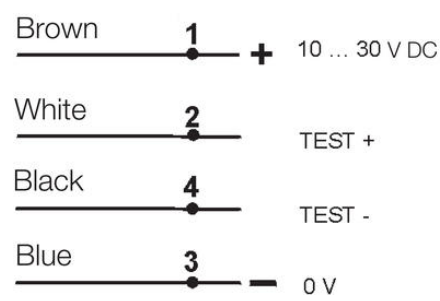 Brown 1 + 10 ... 30 V DC
White 2 TEST +
Black 4 TEST -
Blue 3 – 0 V